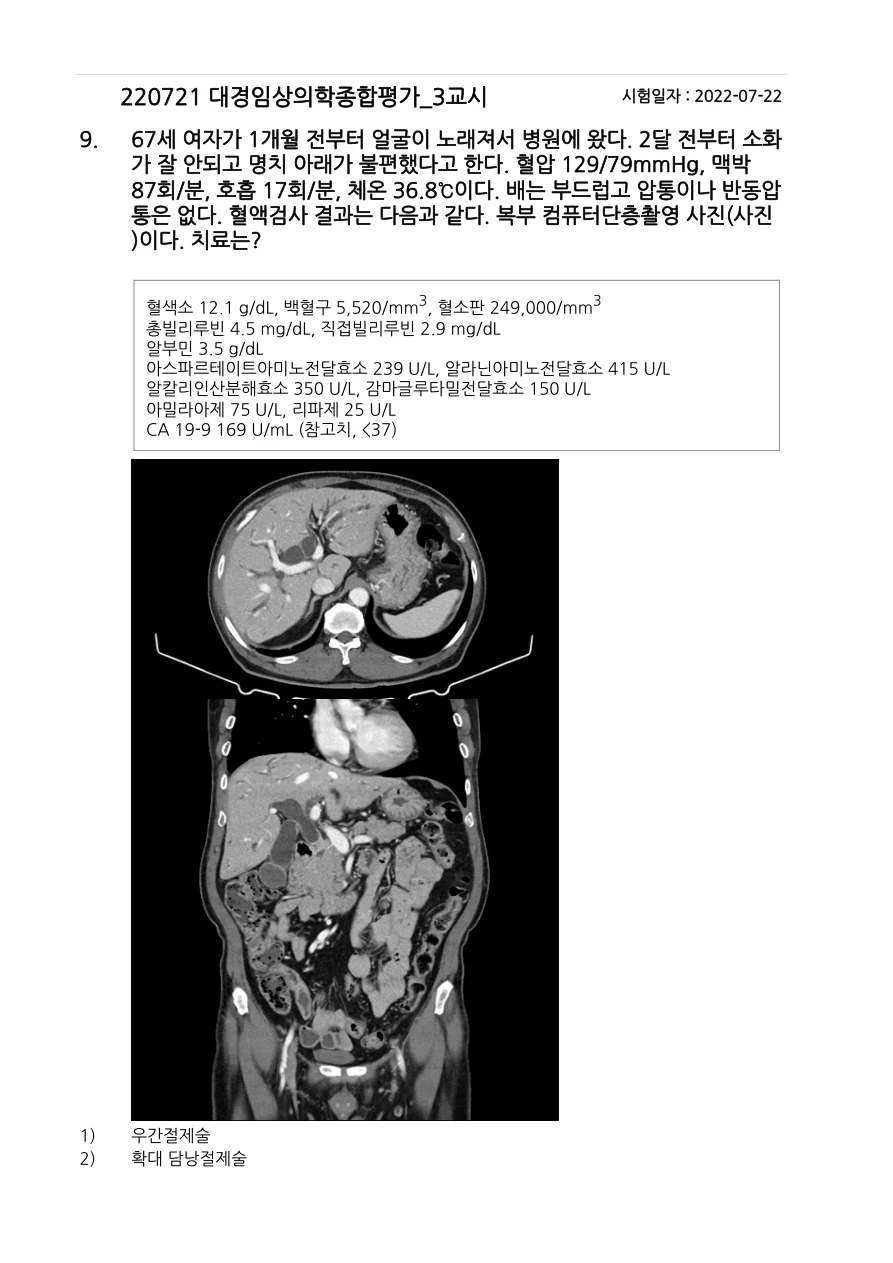 220721 대경임상의학종합평가_3교시 시험일자 : 2022-07-22
9. 67세 여자가 1개월 전부터 얼굴이 노래져서 병원에 왔다. 2달 전부터 소화
가 잘 안되고 명치 아래가 불편했다고 한다. 혈압 129/79mmHg, 맥박
87회/분, 호흡 17회/분, 체온 36.8℃이다. 배는 부드럽고 압통이나 반동압
통은 없다. 혈액검사 결과는 다음과 같다. 복부 컴퓨터단층촬영 사진(사진
)이다. 치료는?
혈색소 12.1 g/dL, 백혈구 5,520/mm³, 혈소판 249,000/mm³
총빌리루빈 4.5 mg/dL, 직접빌리루빈 2.9 mg/dL
알부민 3.5 g/dL
아스파르테이트아미노전달효소 239 U/L, 알라닌아미노전달효소 415 U/L
알칼리인산분해효소 350 U/L, 감마글루타밀전달효소 150 U/L
아밀라아제 75 U/L, 리파제 25 U/L
CA 19-9 169 U/mL (참고치, <37)
1) 우간절제술
2) 확대 담낭절제술